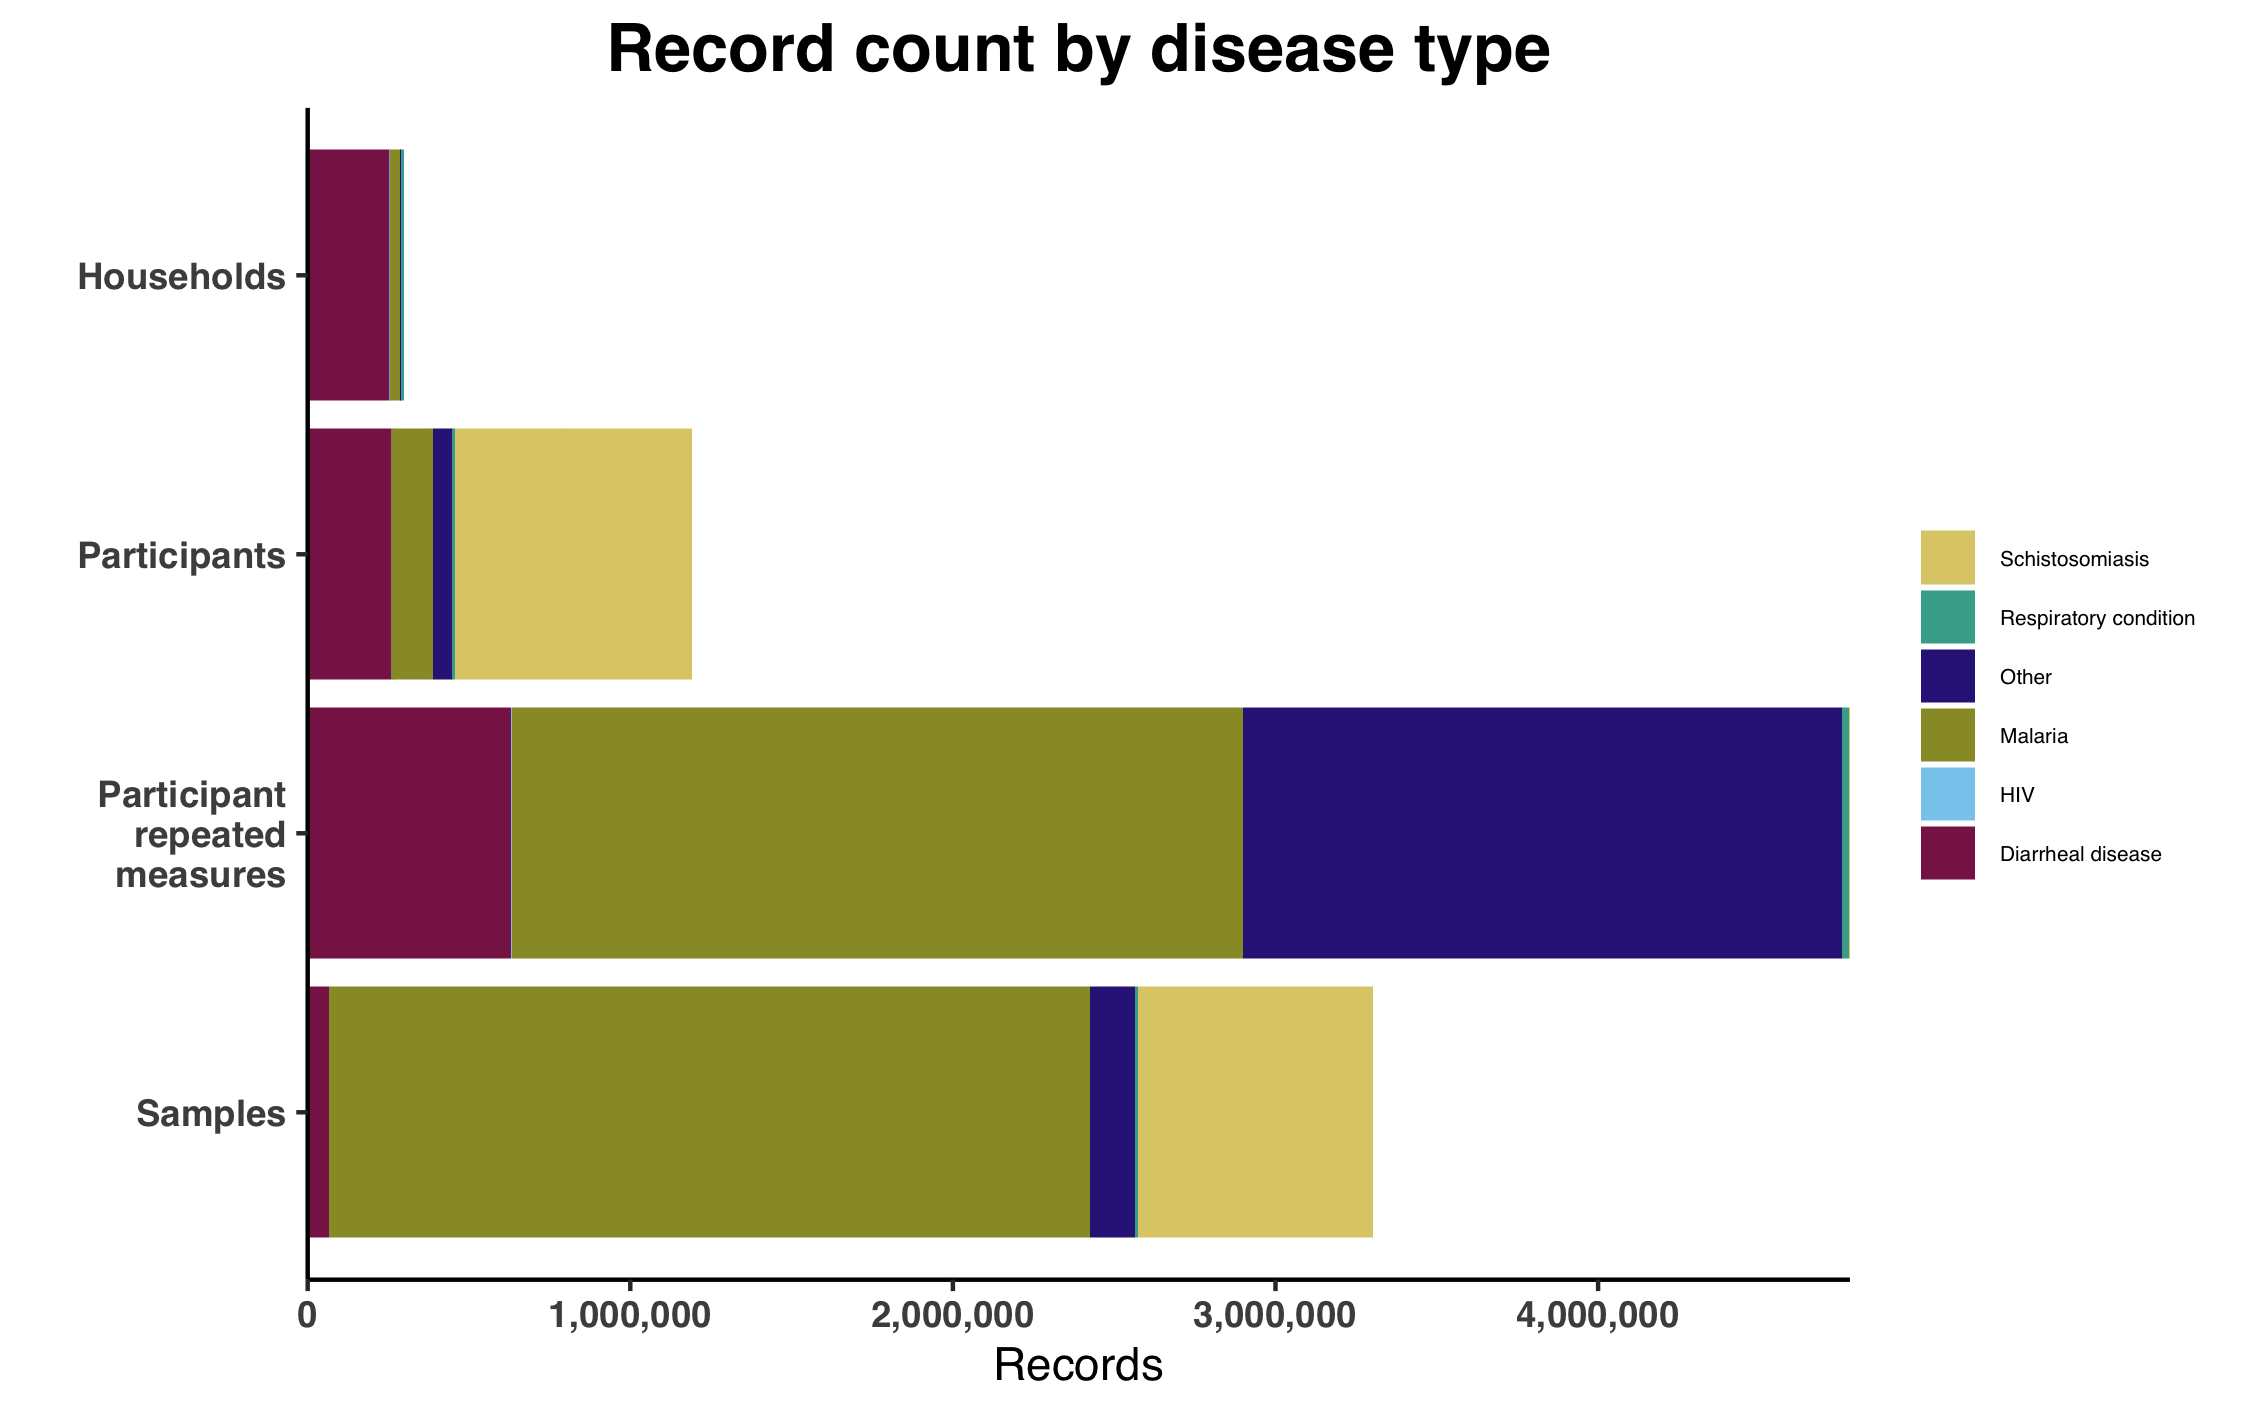 Record count by disease type
Households
Participants
Participant
repeated
measures
Samples
0
1,000,000
2,000,000
3,000,000
4,000,000
Records
Schistosomiasis
Respiratory condition
Other
Malaria
HIV
Diarrheal disease